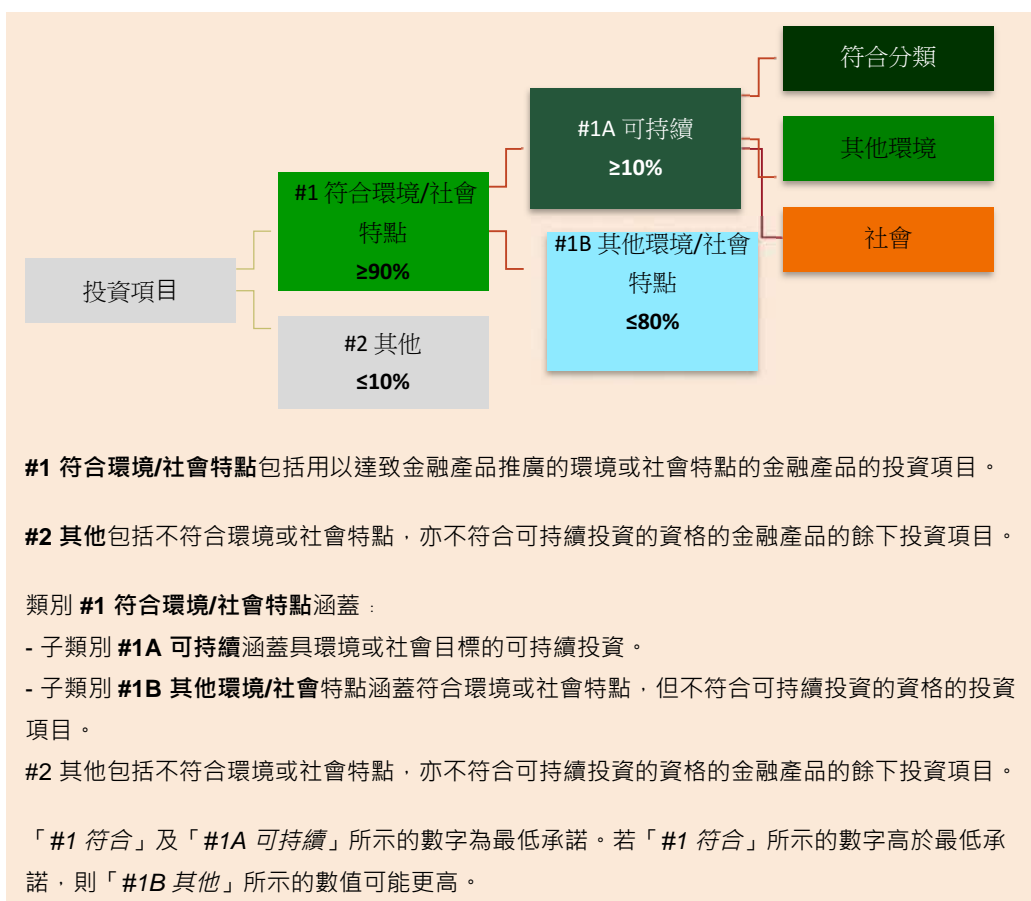 符合分類
#1A 可持續
≥10%
其他環境
#1 符合環境/社會
特點
≥90%
社會
#1B 其他環境/社會
特點
≤80%
投資項目
#2 其他
≤10%
#1 符合環境/社會特點包括用以達致金融產品推廣的環境或社會特點的金融產品的投資項目。
#2 其他包括不符合環境或社會特點，亦不符合可持續投資的資格的金融產品的餘下投資項目。
類別 #1 符合環境/社會特點涵蓋：
- 子類別 #1A 可持續涵蓋具環境或社會目標的可持續投資。
- 子類別 #1B 其他環境/社會特點涵蓋符合環境或社會特點，但不符合可持續投資的資格的投資
項目。
#2 其他包括不符合環境或社會特點，亦不符合可持續投資的資格的金融產品的餘下投資項目。
「#1 符合」及「#1A 可持續」所示的數字為最低承諾。若「#1 符合」所示的數字高於最低承
諾，則「#1B 其他」所示的數值可能更高。